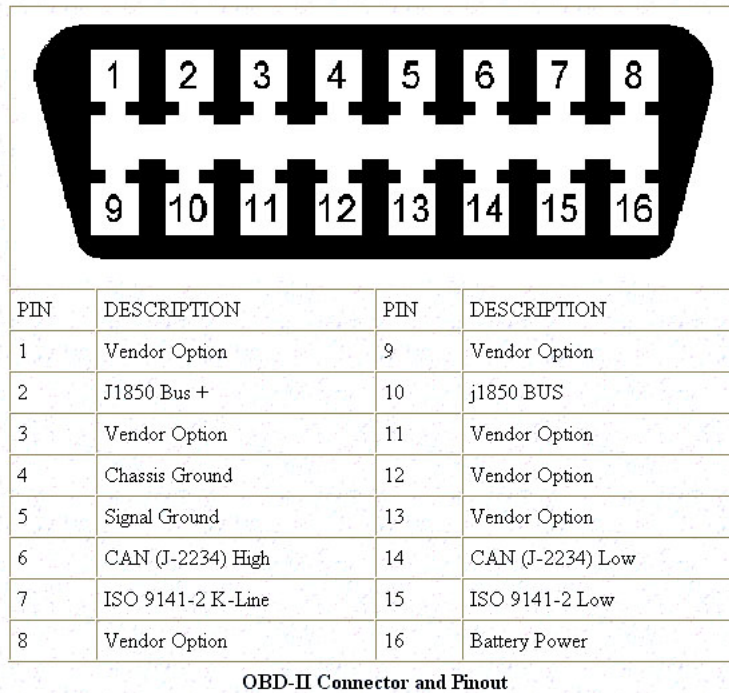 1 2 3 4 5 6 7 8
9 10 11 12 13 14 15 16
PIN DESCRIPTION PIN DESCRIPTION
1 Vendor Option 9 Vendor Option
2 J1850 Bus + 10 j1850 BUS
3 Vendor Option 11 Vendor Option
4 Chassis Ground 12 Vendor Option
5 Signal Ground 13 Vendor Option
6 CAN (J-2234) High 14 CAN (J-2234) Low
7 ISO 9141-2 K-Line 15 ISO 9141-2 Low
8 Vendor Option 16 Battery Power
OBD-II Connector and Pinout